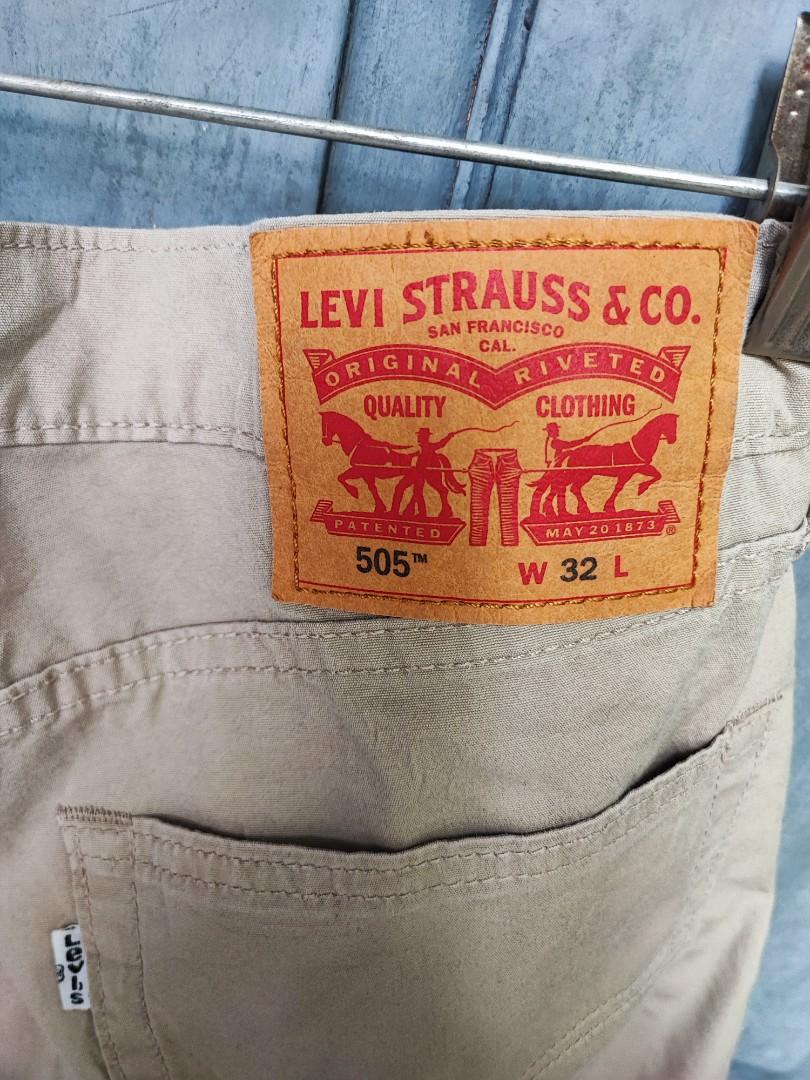 LEVI STRAUSS & CO.
SAN FRANCISCO
CAL.
ORIGINAL RIVETED
QUALITY CLOTHING
PATENTED MAY 20 1873 ®
505™ W 32 L
LEVI'S ®